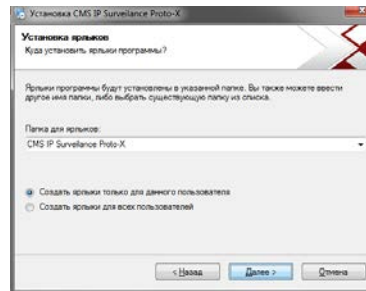 Установка CMS IP Surveilance Proto-X
Установка ярлыков
Куда установить ярлыки программы?
Ярлыки программы будут установлены в указанной папке. Вы также можете ввести
другое имя папки, либо выбрать существующую папку из списка.
Папка для ярлыков:
CMS IP Surveilance Proto-X
Создать ярлыки только для данного пользователя
Создать ярлыки для всех пользователей
< Назад
Далее >
Отмена